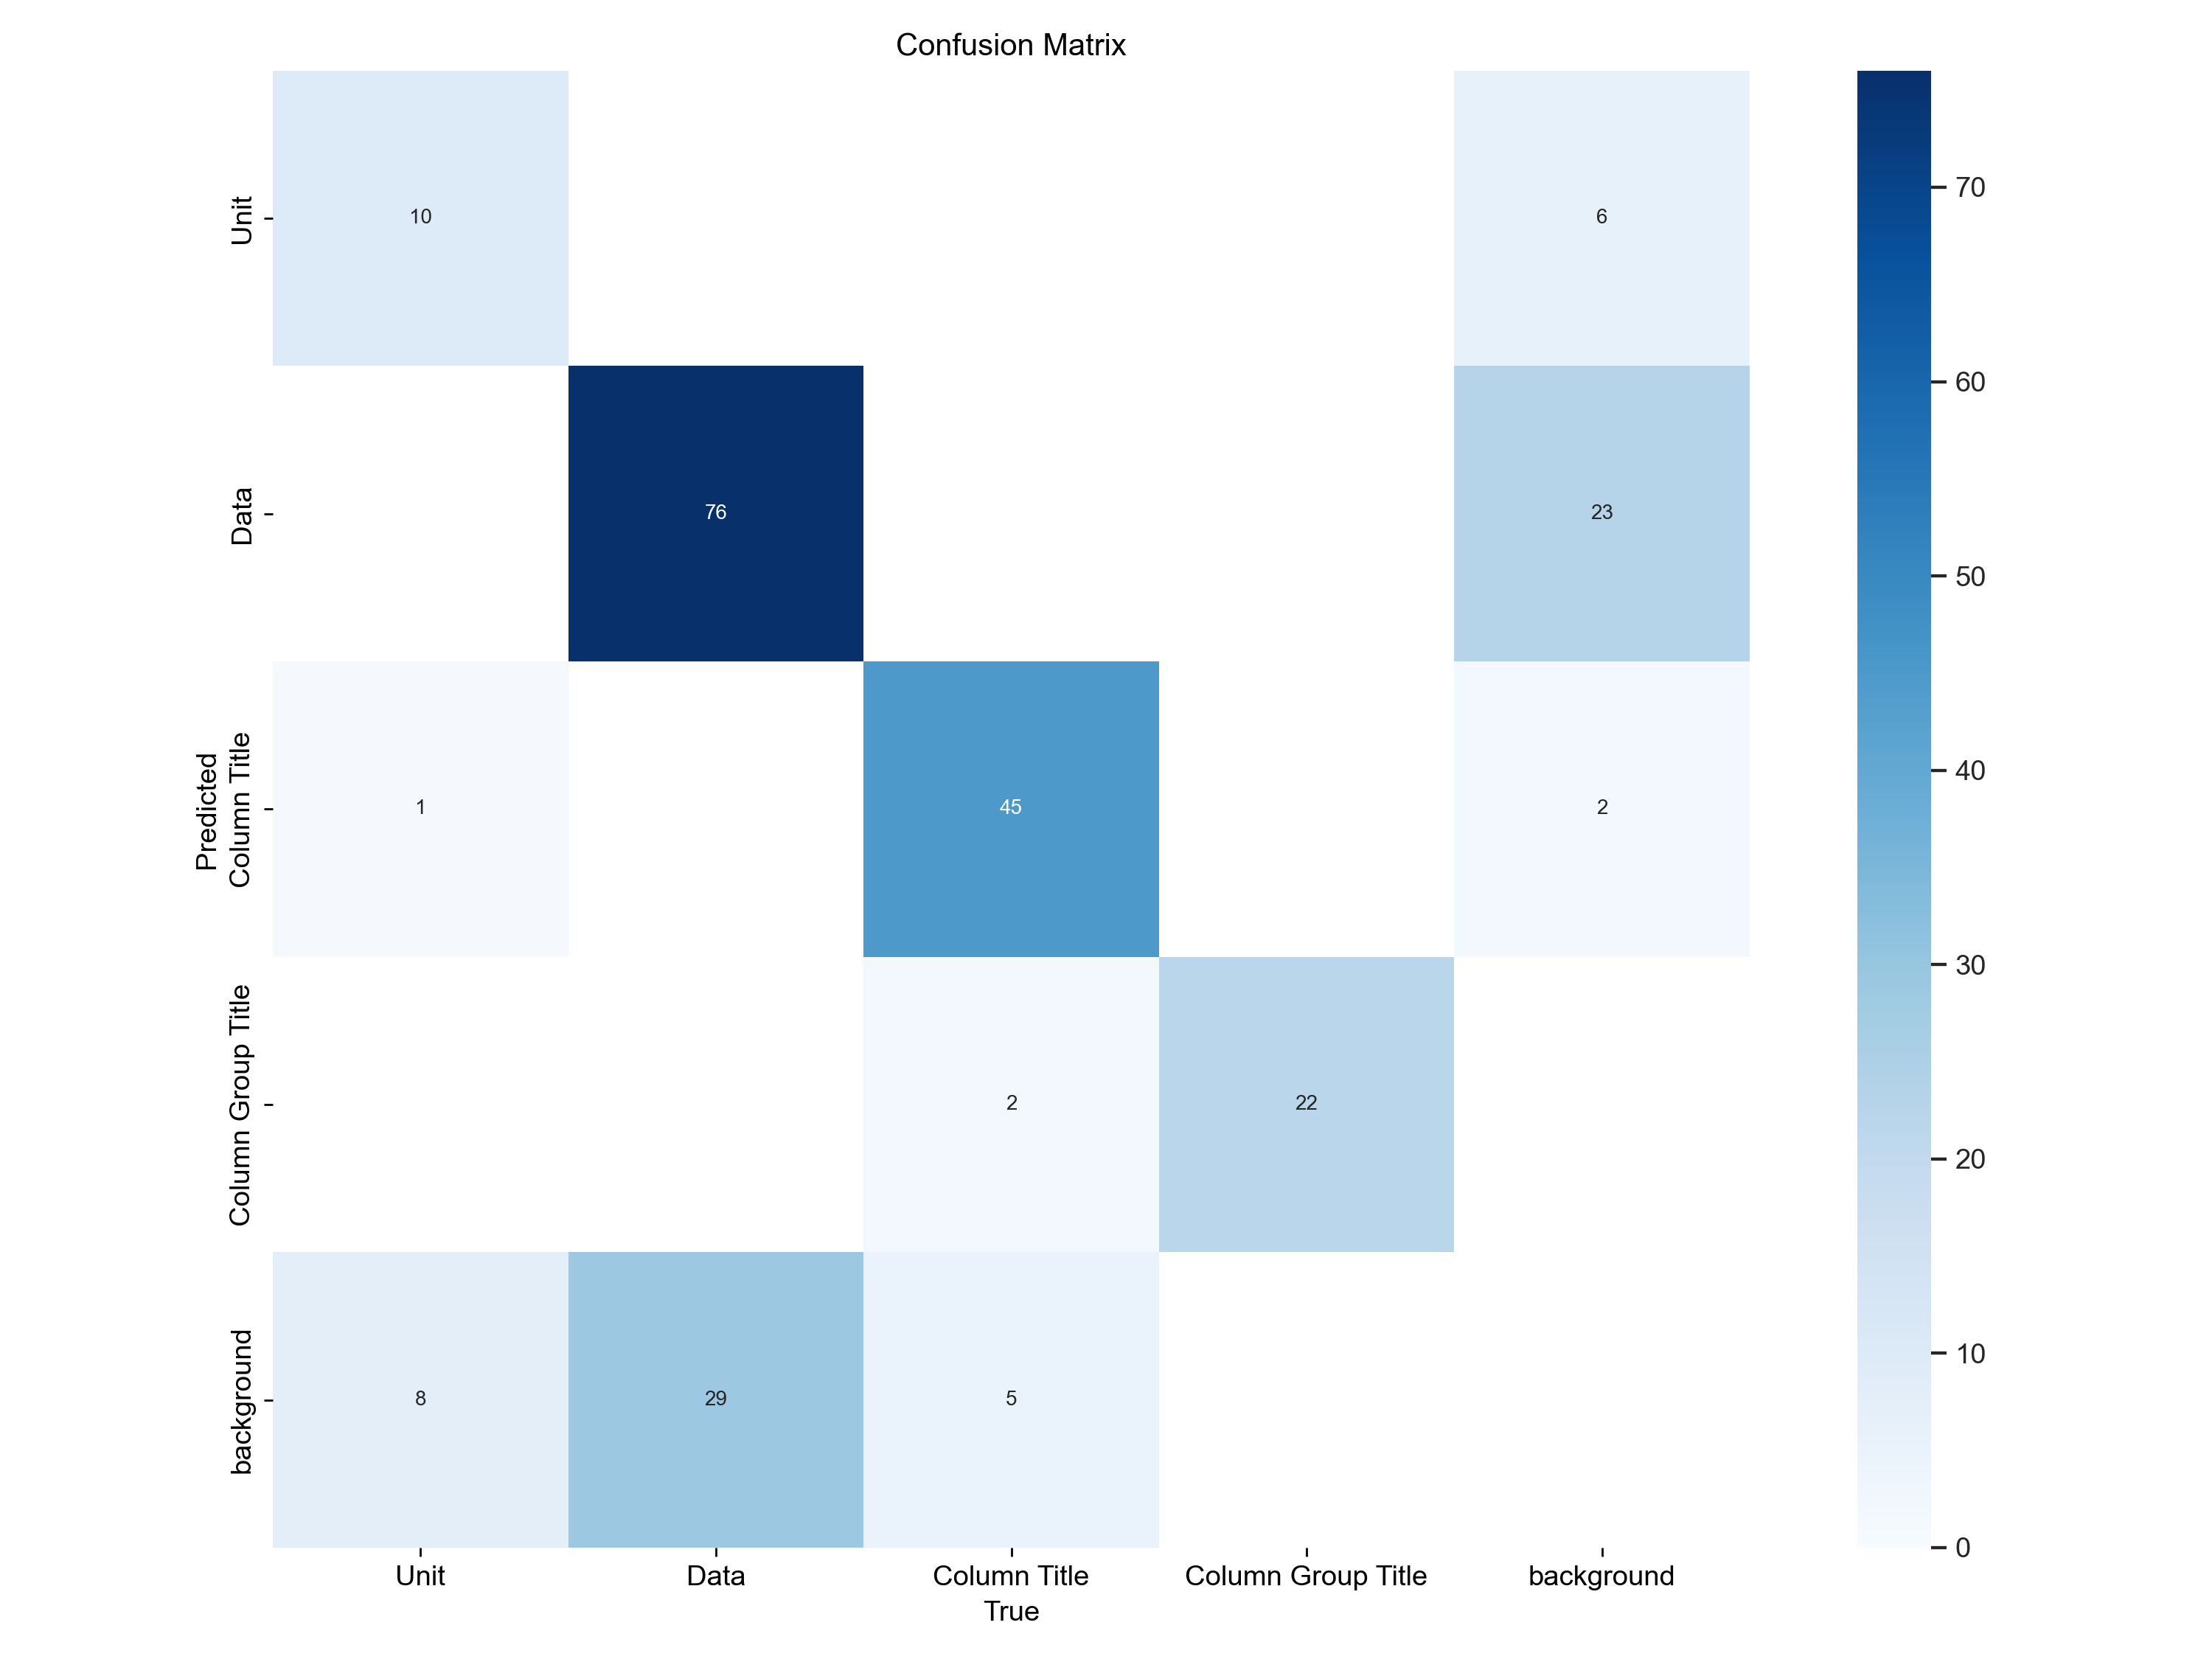 Confusion Matrix
Unit
10
6
70
60
Data
76
23
50
Predicted
Column Title
1
45
2
40
30
Column Group Title
2
22
20
10
background
8
29
5
0
Unit
Data
Column Title
Column Group Title
background
True